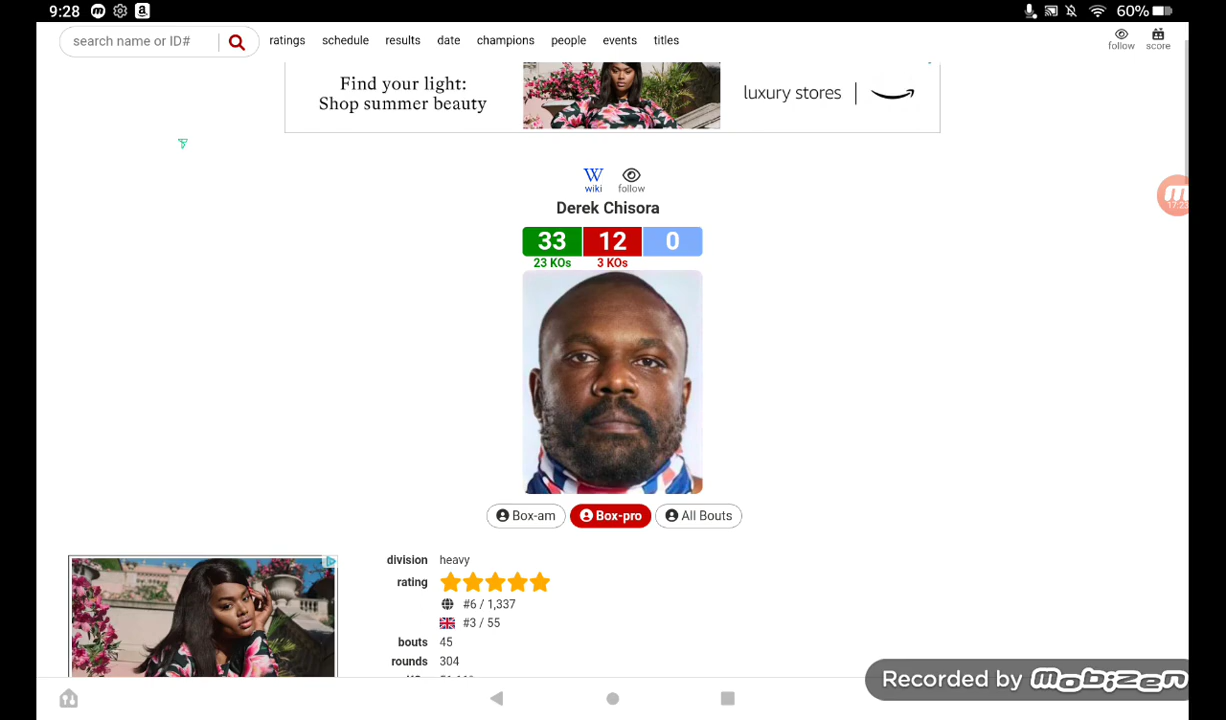 9:28
60%
search name or ID#
ratings
schedule
results
date
champions
people
events
titles
follow
score
Find your light:
Shop summer beauty
luxury stores
W
wiki
follow
17:23
Derek Chisora
33
12
0
23 KOs
3 KOs
Box-am
Box-pro
All Bouts
division heavy
rating
#6 / 1,337
#3 / 55
bouts 45
rounds 304
Recorded by mobizen